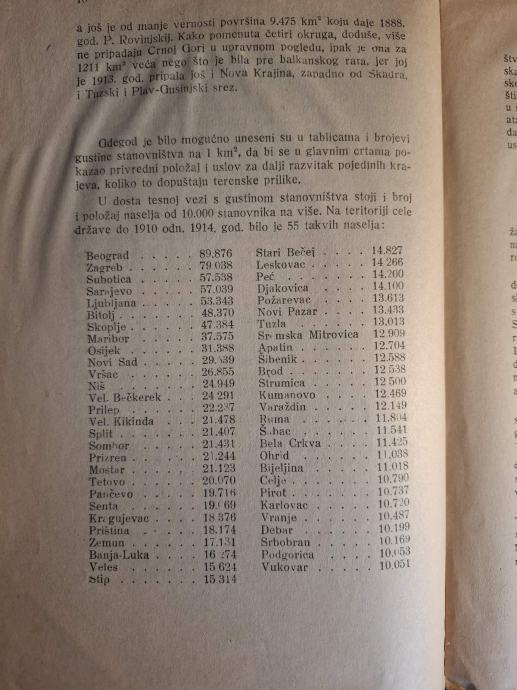 a još je od manje vernosti površina 9.475 km² koju daje 1888.
god. P. Rovinjskij. Kako pomenuta četiri okruga, doduše, više
ne pripadaju Crnoj Gori u upravnom pogledu, ipak je ona za
1211 km² veća nego što je bila pre balkanskog rata, jer joj
je 1913. god. pripala još i Nova Krajina, zapadno od Skadra,
i Tuzski i Plav-Gusinjski srez.
Gdegod je bilo mogućno uneseni su u tablicama i brojevi
gustine stanovništva na 1 km², da bi se u glavnim crtama po-
kazao privredni položaj i uslov za dalji razvitak pojedinih kra-
jeva, koliko to dopuštaju terenske prilike.
U dosta tesnoj vezi s gustinom stanovništva stoji i broj
i položaj naselja od 10.000 stanovnika na više. Na teritoriji cele
države do 1910 odn. 1914. god. bilo je 55 takvih naselja:
Beograd . . . . . 89,876
Zagreb . . . . . 79 038
Subotica . . . . . 57.538
Sarajevo . . . . . 57.039
Ljubljana . . . . . 53.343
Bitolj . . . . . 48.370
Skoplje . . . . . 47.384
Maribor . . . . . 37.575
Osijek . . . . . 31.388
Novi Sad . . . . .
Vršac . . . . . 26.855
Niš . . . . . 24.949
Vel. Bečkerek . . . 24 291
Prilep . . . . . 22.237
Vel. Kikinda . . . . 21.478
Split . . . . . 21.407
Sombor . . . . . 21.431
Prizren . . . . . 21.244
Mostar . . . . . 21.123
Tetovo . . . . . 20.070
Pančevo . . . . . 19.716
Senta . . . . .
Kragujevac . . . . 18 376
Priština . . . . . 18.174
Zemun . . . . . 17.131
Banja-Luka . . . .
Veles . . . . . 15 624
Štip . . . . . 15 314
Stari Bečej . . . . 14.827
Leskovac . . . . . 14 266
Peć . . . . . 14.200
Djakovica . . . . . 14.100
Požarevac . . . . . 13.613
Novi Pazar . . . . 13.433
Tuzla . . . . . 13.013
Sremska Mitrovica 12.909
Apatin . . . . . 12.704
Šibenik . . . . . 12.588
Brod . . . . . 12 538
Strumica . . . . . 12 500
Kumanovo . . . . . 12.469
Varaždin . . . . . 12.149
Ruma . . . . . 11.804
Šabac . . . . . 11.541
Bela Crkva . . . . 11.425
Ohrid . . . . . 11,038
Bijeljina . . . . . 11.018
Celje . . . . . 10.790
Pirot . . . . . 10.737
Karlovac . . . . . 10.720
Vranje . . . . . 10.487
Debar . . . . . 10.199
Srbobran . . . . . 10.169
Podgorica . . . . 10,053
Vukovar . . . . . 10.051